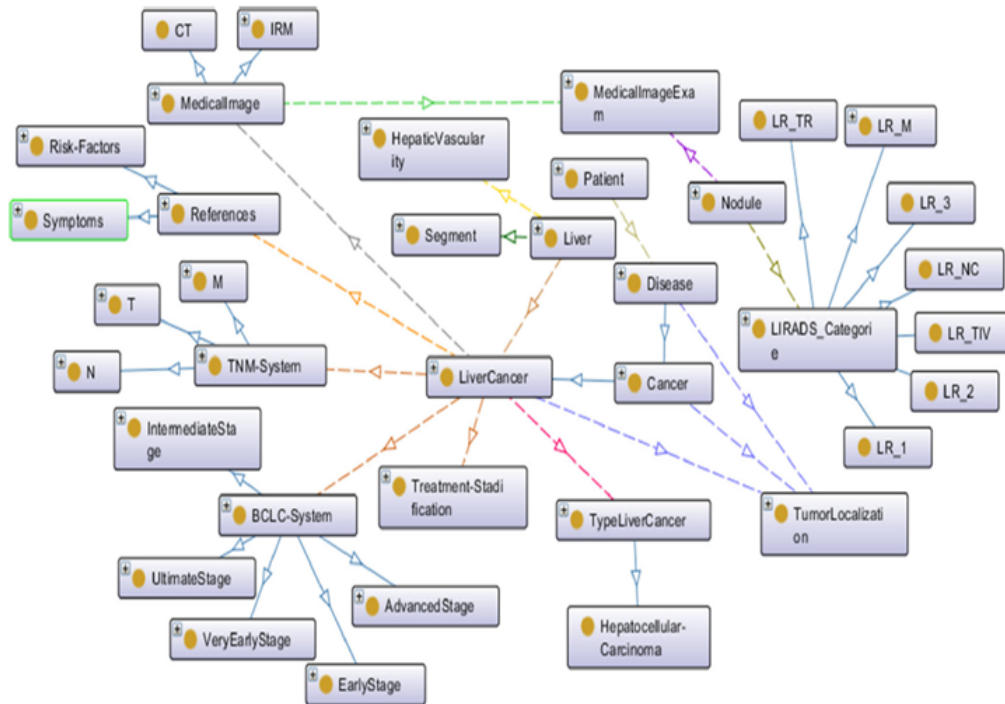 CT
IRM
MedicalImage
MedicalImageExa
m
LR_TR
LR_M
Risk-Factors
HepaticVascula
rity
Patient
Nodule
LR_3
Symptoms
References
Segment
Liver
LR_NC
M
Disease
T
LIRADS_Categori
e
LR_TIV
N
TNM-System
LiverCancer
Cancer
LR_2
IntermediateSta
ge
LR_1
Treatment-Stadi
fication
BCLC-System
TypeLiverCancer
TumorLocalizati
on
UltimateStage
AdvancedStage
VeryEarlyStage
Hepatocellular-
Carcinoma
EarlyStage